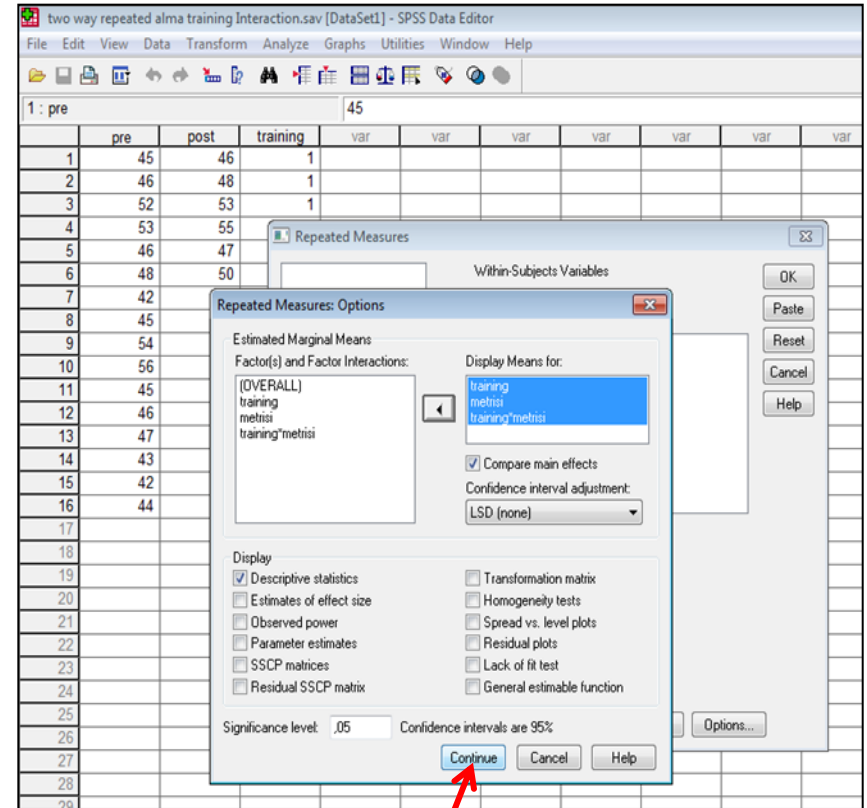 two way repeated alma training Interaction.sav [DataSet1] - SPSS Data Editor
File Edit View Data Transform Analyze Graphs Utilities Window Help
1 : pre 45
pre post training var var var var var var var
1 45 46 1
2 46 48 1
3 52 53 1
4 53 55
5 46 47
6 48 50
7 42
8 45
9 54
10 56
11 45
12 46
13 47
14 43
15 42
16 44
17
18
19
20
21
22
23
24
25
26
27
28
29
Repeated Measures
Within-Subjects Variables
OK
Paste
Reset
Cancel
Help
Options...
Repeated Measures: Options
Estimated Marginal Means
Factor(s) and Factor Interactions:
(OVERALL)
training
metrisi
training*metrisi
Display Means for:
training
metrisi
training*metrisi
Compare main effects
Confidence interval adjustment:
LSD (none)
Display
Descriptive statistics
Estimates of effect size
Observed power
Parameter estimates
SSCP matrices
Residual SSCP matrix
Transformation matrix
Homogeneity tests
Spread vs. level plots
Residual plots
Lack of fit test
General estimable function
Significance level: ,05 Confidence intervals are 95%
Continue Cancel Help